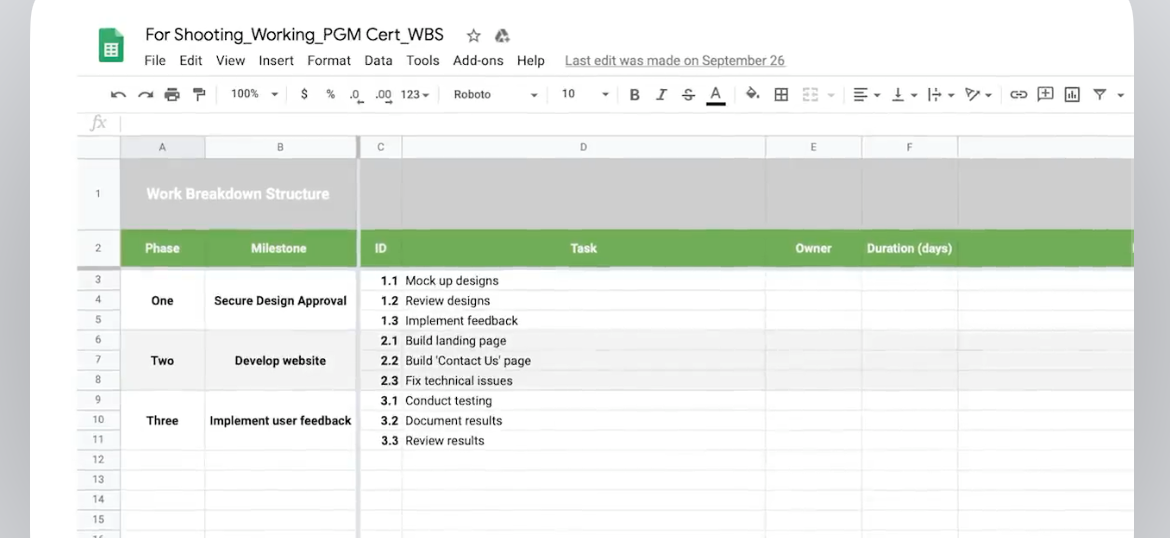 For Shooting_Working_PGM Cert_WBS
File Edit View Insert Format Data Tools Add-ons Help Last edit was made on September 26
100% $ % .0 .00 123 Roboto 10 B I S A
fx
A B C D E F
1 Work Breakdown Structure
2 Phase Milestone ID Task Owner Duration (days)
3 1.1 Mock up designs
4 One Secure Design Approval 1.2 Review designs
5 1.3 Implement feedback
6 2.1 Build landing page
7 Two Develop website 2.2 Build 'Contact Us' page
8 2.3 Fix technical issues
9 3.1 Conduct testing
10 Three Implement user feedback 3.2 Document results
11 3.3 Review results
12
13
14
15